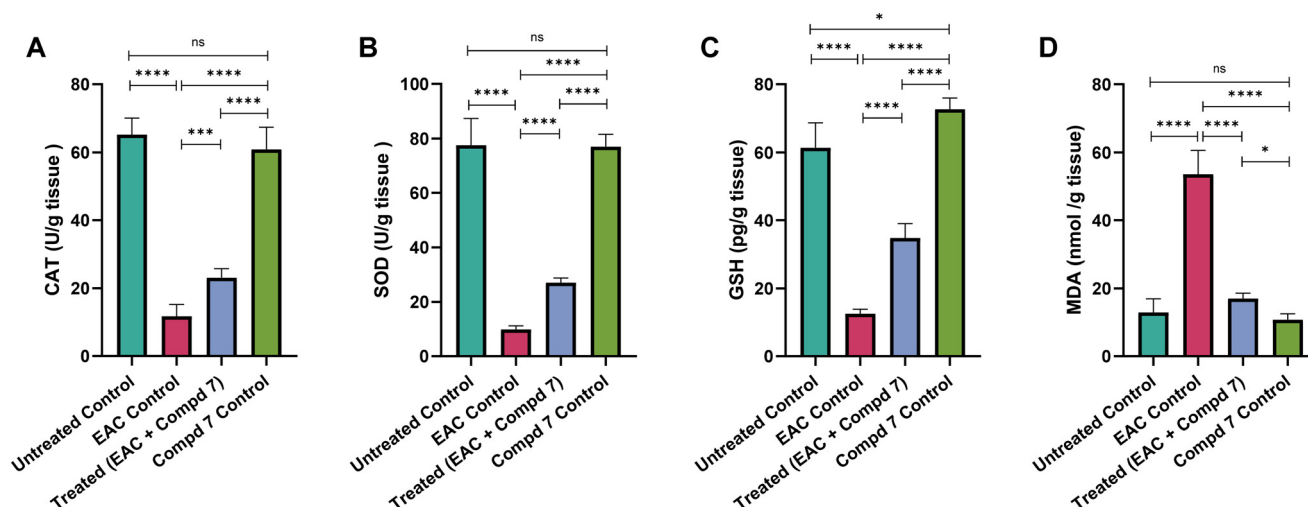 A
ns
**** ****
****
***
CAT (U/g tissue)
80
60
40
20
0
Untreated Control
EAC Control
Treated (EAC + Compd 7)
Compd 7 Control
B
ns
****
**** ****
****
SOD (U/g tissue )
100
80
60
40
20
0
Untreated Control
EAC Control
Treated (EAC + Compd 7)
Compd 7 Control
C
*
**** ****
****
****
GSH (pg/g tissue)
80
60
40
20
0
Untreated Control
EAC Control
Treated (EAC + Compd 7)
Compd 7 Control
D
ns
****
**** ****
*
MDA (nmol /g tissue)
80
60
40
20
0
Untreated Control
EAC Control
Treated (EAC + Compd 7)
Compd 7 Control